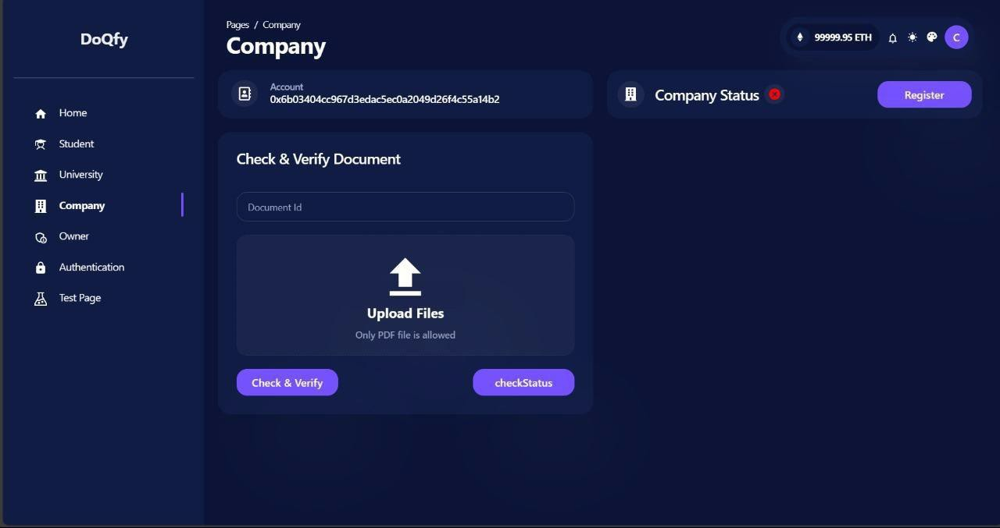 DoQfy
Home
Student
University
Company
Owner
Authentication
Test Page
Pages / Company
Company
99999.95 ETH
C
Account
0x6b03404cc967d3edac5ec0a2049d26f4c55a14b2
Company Status
Register
Check & Verify Document
Document Id
Upload Files
Only PDF file is allowed
Check & Verify
checkStatus